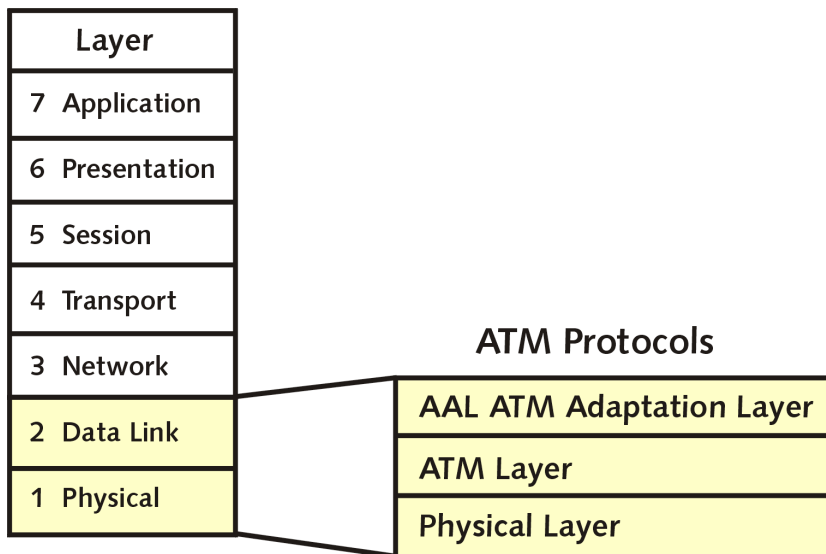 Layer
7 Application
6 Presentation
5 Session
4 Transport
3 Network
2 Data Link
1 Physical
ATM Protocols
AAL ATM Adaptation Layer
ATM Layer
Physical Layer